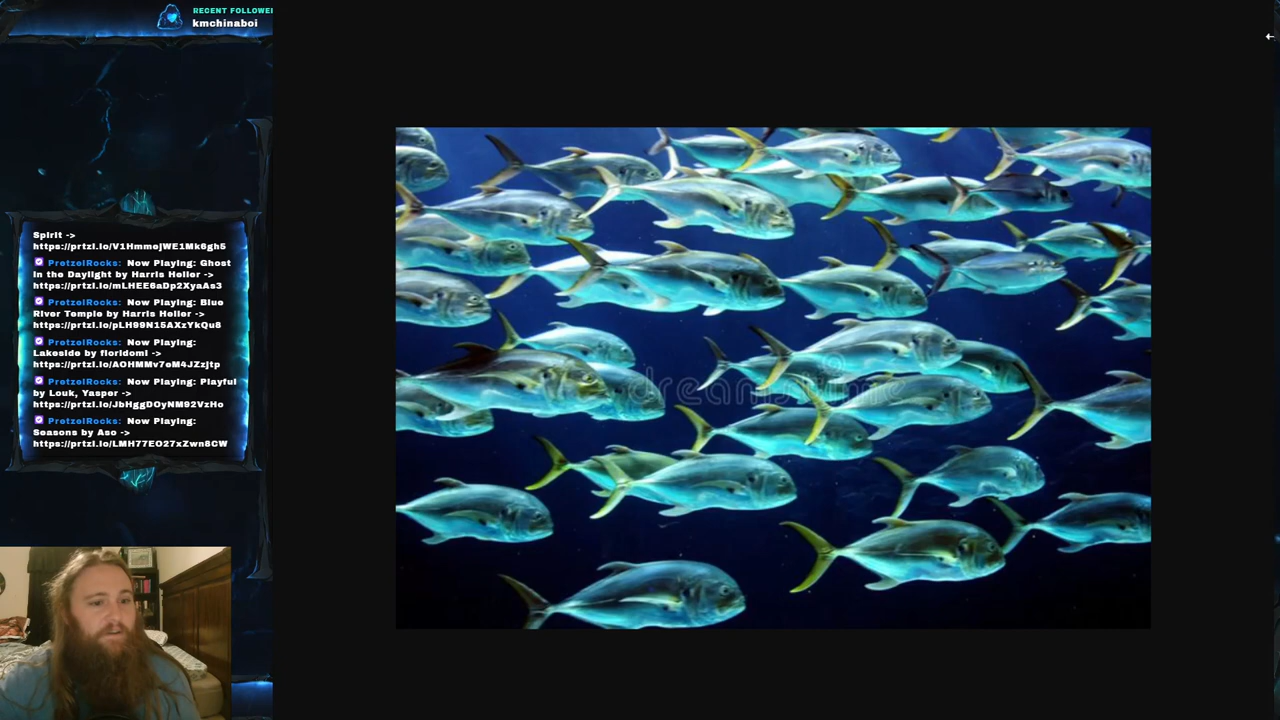 RECENT FOLLOWE
kmchinaboi
Spirit ->
https://prtzl.io/V1HmmojWE1Mk6gh5
PretzelRocks: Now Playing: Ghost
in the Daylight by Harris Heller ->
https://prtzl.io/mLHEE6aDp2XyaAs3
PretzelRocks: Now Playing: Blue
River Temple by Harris Heller ->
https://prtzl.io/pLH99N15AXzYkQu8
PretzelRocks: Now Playing:
Lakeside by floridomi ->
https://prtzl.io/AOHMMv7oM4JZzjtp
PretzelRocks: Now Playing: Playful
by Louk, Yasper ->
https://prtzl.io/JbHggDOyNM92VzHo
PretzelRocks: Now Playing:
Seasons by Aso ->
https://prtzl.io/LMH77EO27xZwn8CW
dreamstime